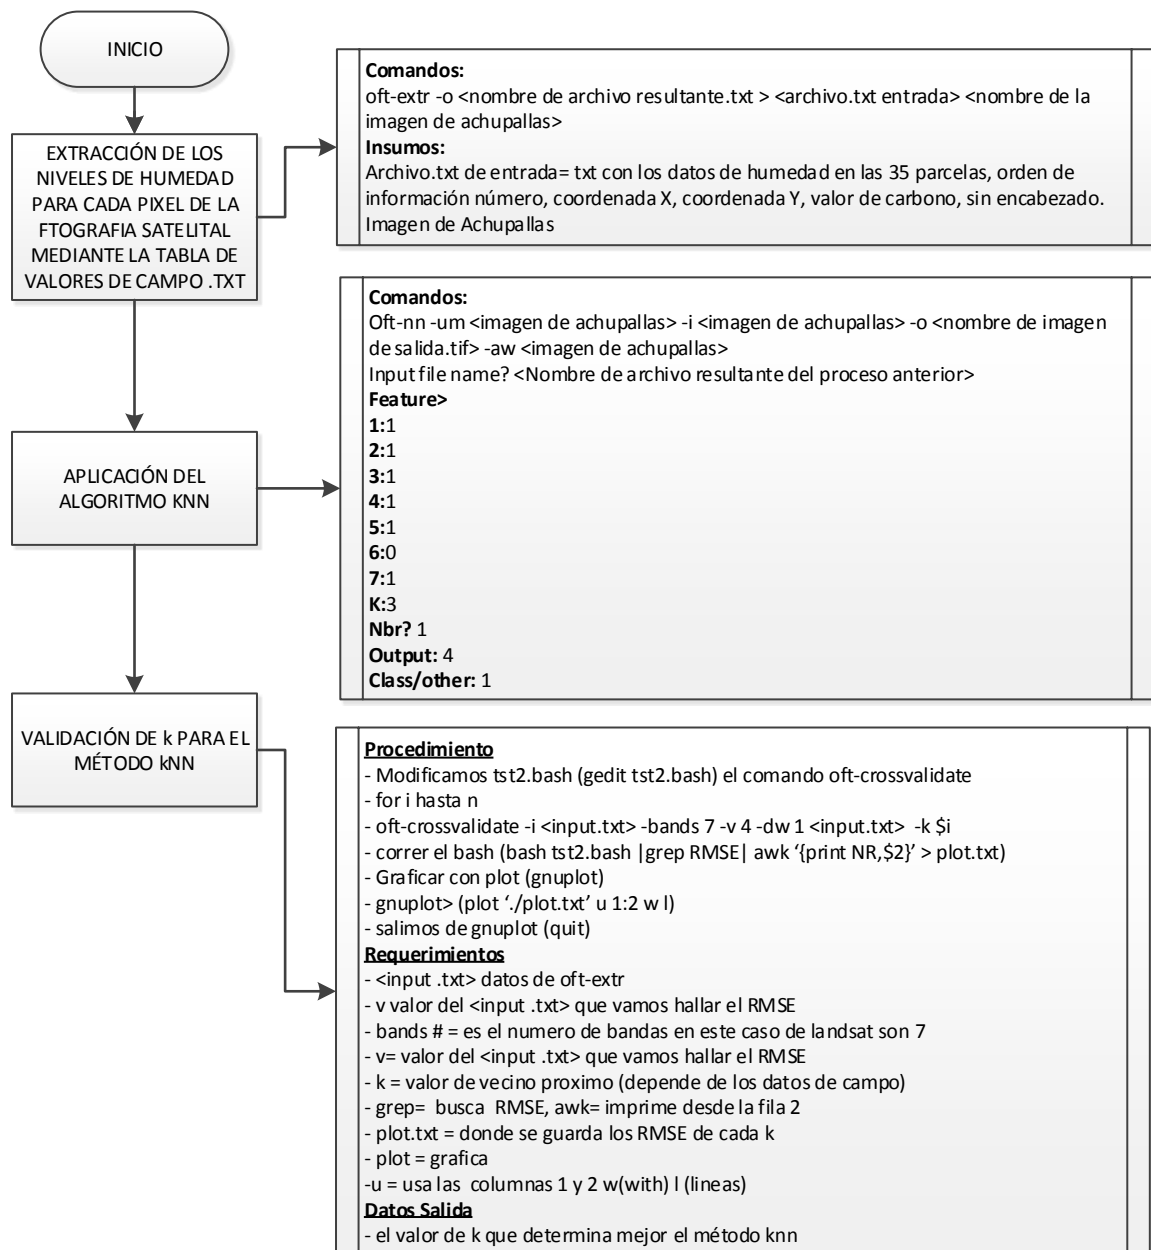 INICIO
Comandos:
oft-extr -o <nombre de archivo resultante.txt > <archivo.txt entrada> <nombre de la
imagen de achupallas>
Insumos:
Archivo.txt de entrada= txt con los datos de humedad en las 35 parcelas, orden de
información número, coordenada X, coordenada Y, valor de carbono, sin encabezado.
Imagen de Achupallas
EXTRACCIÓN DE LOS
NIVELES DE HUMEDAD
PARA CADA PIXEL DE LA
FTOGRAFIA SATELITAL
MEDIANTE LA TABLA DE
VALORES DE CAMPO .TXT
Comandos:
Oft-nn -um <imagen de achupallas> -i <imagen de achupallas> -o <nombre de imagen
de salida.tif> -aw <imagen de achupallas>
Input file name? <Nombre de archivo resultante del proceso anterior>
Feature>
1:1
2:1
3:1
4:1
5:1
6:0
7:1
K:3
Nbr? 1
Output: 4
Class/other: 1
APLICACIÓN DEL
ALGORITMO KNN
VALIDACIÓN DE k PARA EL
MÉTODO kNN
Procedimiento
- Modificamos tst2.bash (gedit tst2.bash) el comando oft-crossvalidate
- for i hasta n
- oft-crossvalidate -i <input.txt> -bands 7 -v 4 -dw 1 <input.txt>  -k $i
- correr el bash (bash tst2.bash |grep RMSE| awk ‘{print NR,$2}’ > plot.txt)
- Graficar con plot (gnuplot)
- gnuplot> (plot ‘./plot.txt’ u 1:2 w l)
- salimos de gnuplot (quit)
Requerimientos
- <input .txt> datos de oft-extr
- v valor del <input .txt> que vamos hallar el RMSE
- bands # = es el numero de bandas en este caso de landsat son 7
- v= valor del <input .txt> que vamos hallar el RMSE
- k = valor de vecino proximo (depende de los datos de campo)
- grep=  busca  RMSE, awk= imprime desde la fila 2
- plot.txt = donde se guarda los RMSE de cada k
- plot = grafica
-u = usa las  columnas 1 y 2 w(with) l (lineas)
Datos Salida
- el valor de k que determina mejor el método knn